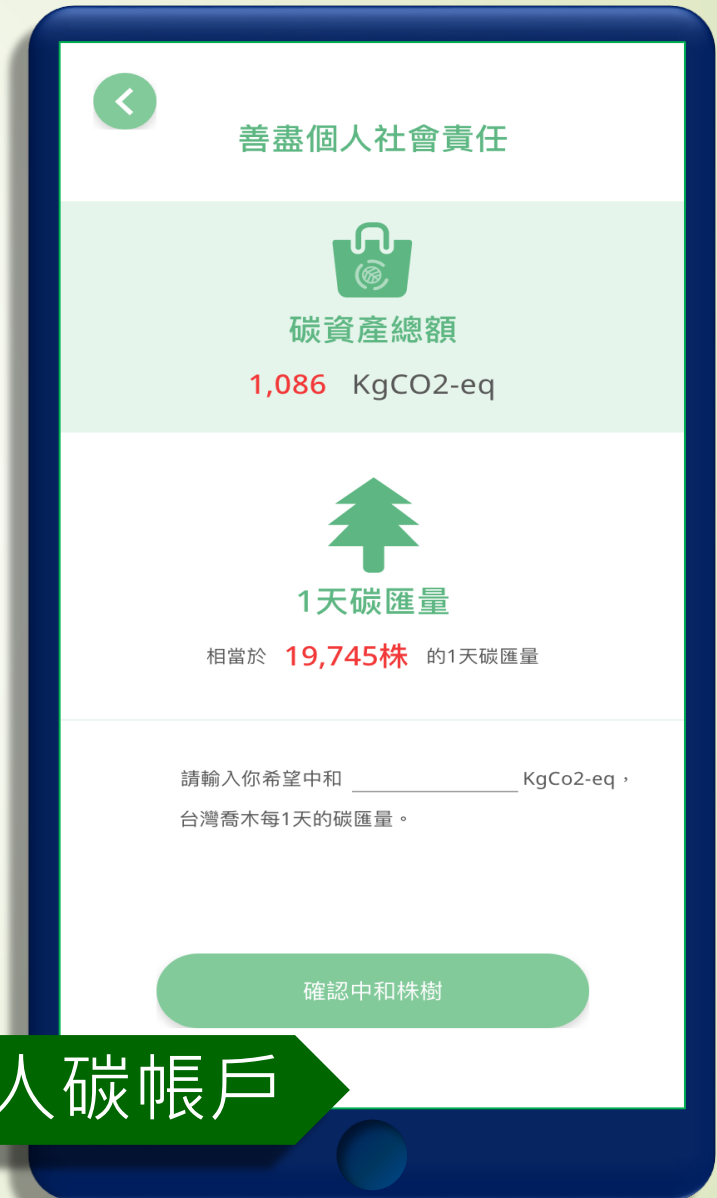 善盡個人社會責任
碳資產總額
1,086 KgCO2-eq
1天碳匯量
相當於 19,745株 的1天碳匯量
請輸入你希望中和 ____________ KgCo2-eq，
台灣喬木每1天的碳匯量。
確認中和株樹
人碳帳戶